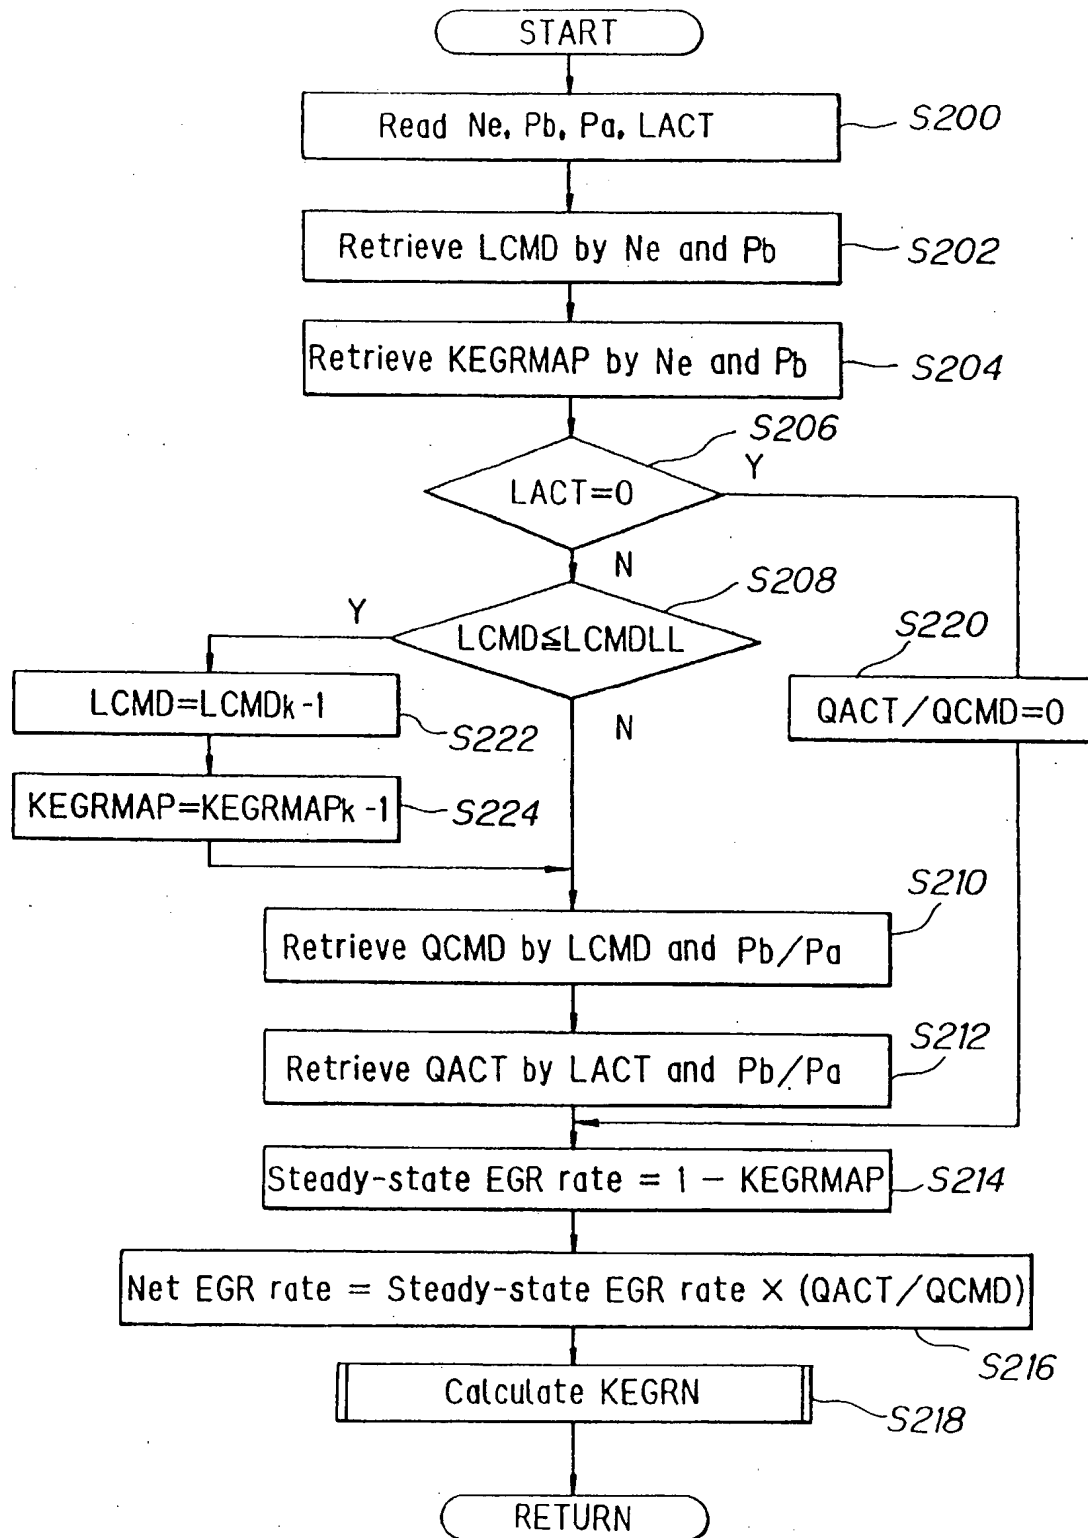 START
Read Ne, Pb, Pa, LACT
S200
Retrieve LCMD by Ne and Pb
S202
Retrieve KEGRMAP by Ne and Pb
S204
S206
LACT=0
Y
N
S208
Y
LCMD≦LCMDLL
S220
LCMD=LCMDk-1
N
QACT/QCMD=0
S222
KEGRMAP=KEGRMAPk-1
S224
S210
Retrieve QCMD by LCMD and Pb/Pa
S212
Retrieve QACT by LACT and Pb/Pa
Steady-state EGR rate = 1 − KEGRMAP
S214
Net EGR rate = Steady-state EGR rate × (QACT/QCMD)
S216
Calculate KEGRN
S218
RETURN